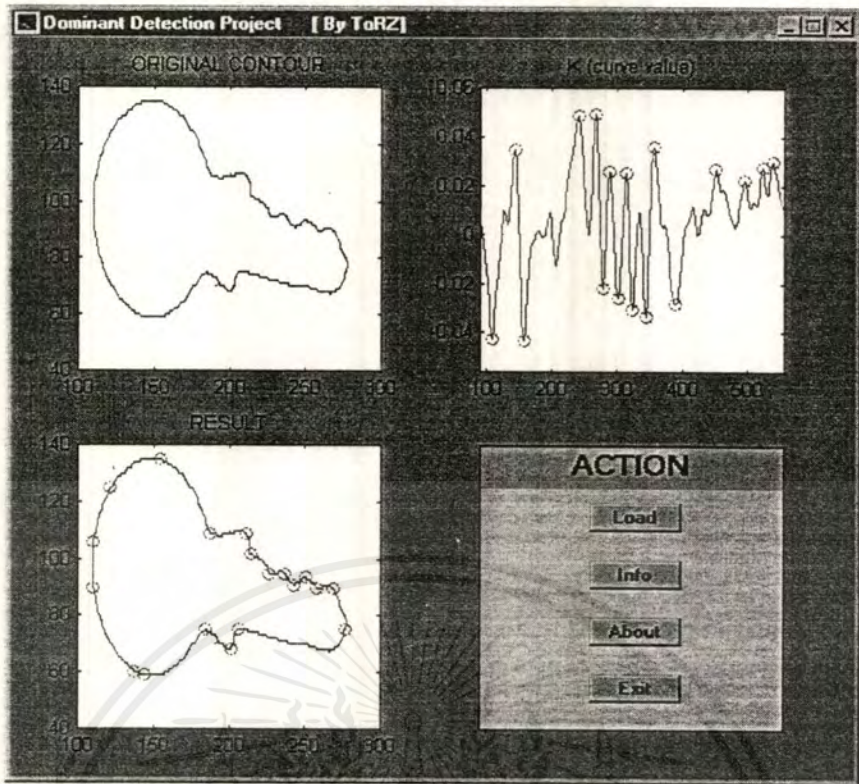 Dominant Detection Project [ By ToRZ]
ORIGINAL CONTOUR
140
120
100
80
60
40
100 150 200 250 300
K (curve value)
0.06
0.04
0.02
0
-0.02
-0.04
100 200 300 400 500
RESULT
140
120
100
80
60
40
100 150 200 250 300
ACTION
Load
Info
About
Exit